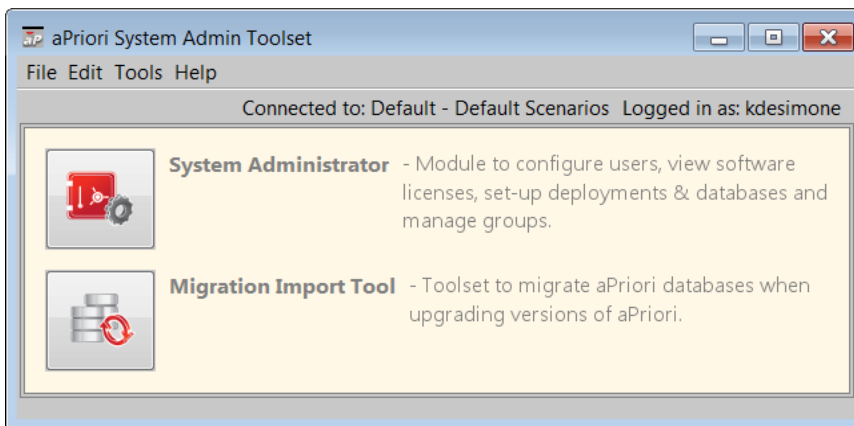 aP aPriori System Admin Toolset
File Edit Tools Help
Connected to: Default - Default Scenarios Logged in as: kdesimone
System Administrator - Module to configure users, view software
licenses, set-up deployments & databases and
manage groups.
Migration Import Tool - Toolset to migrate aPriori databases when
upgrading versions of aPriori.